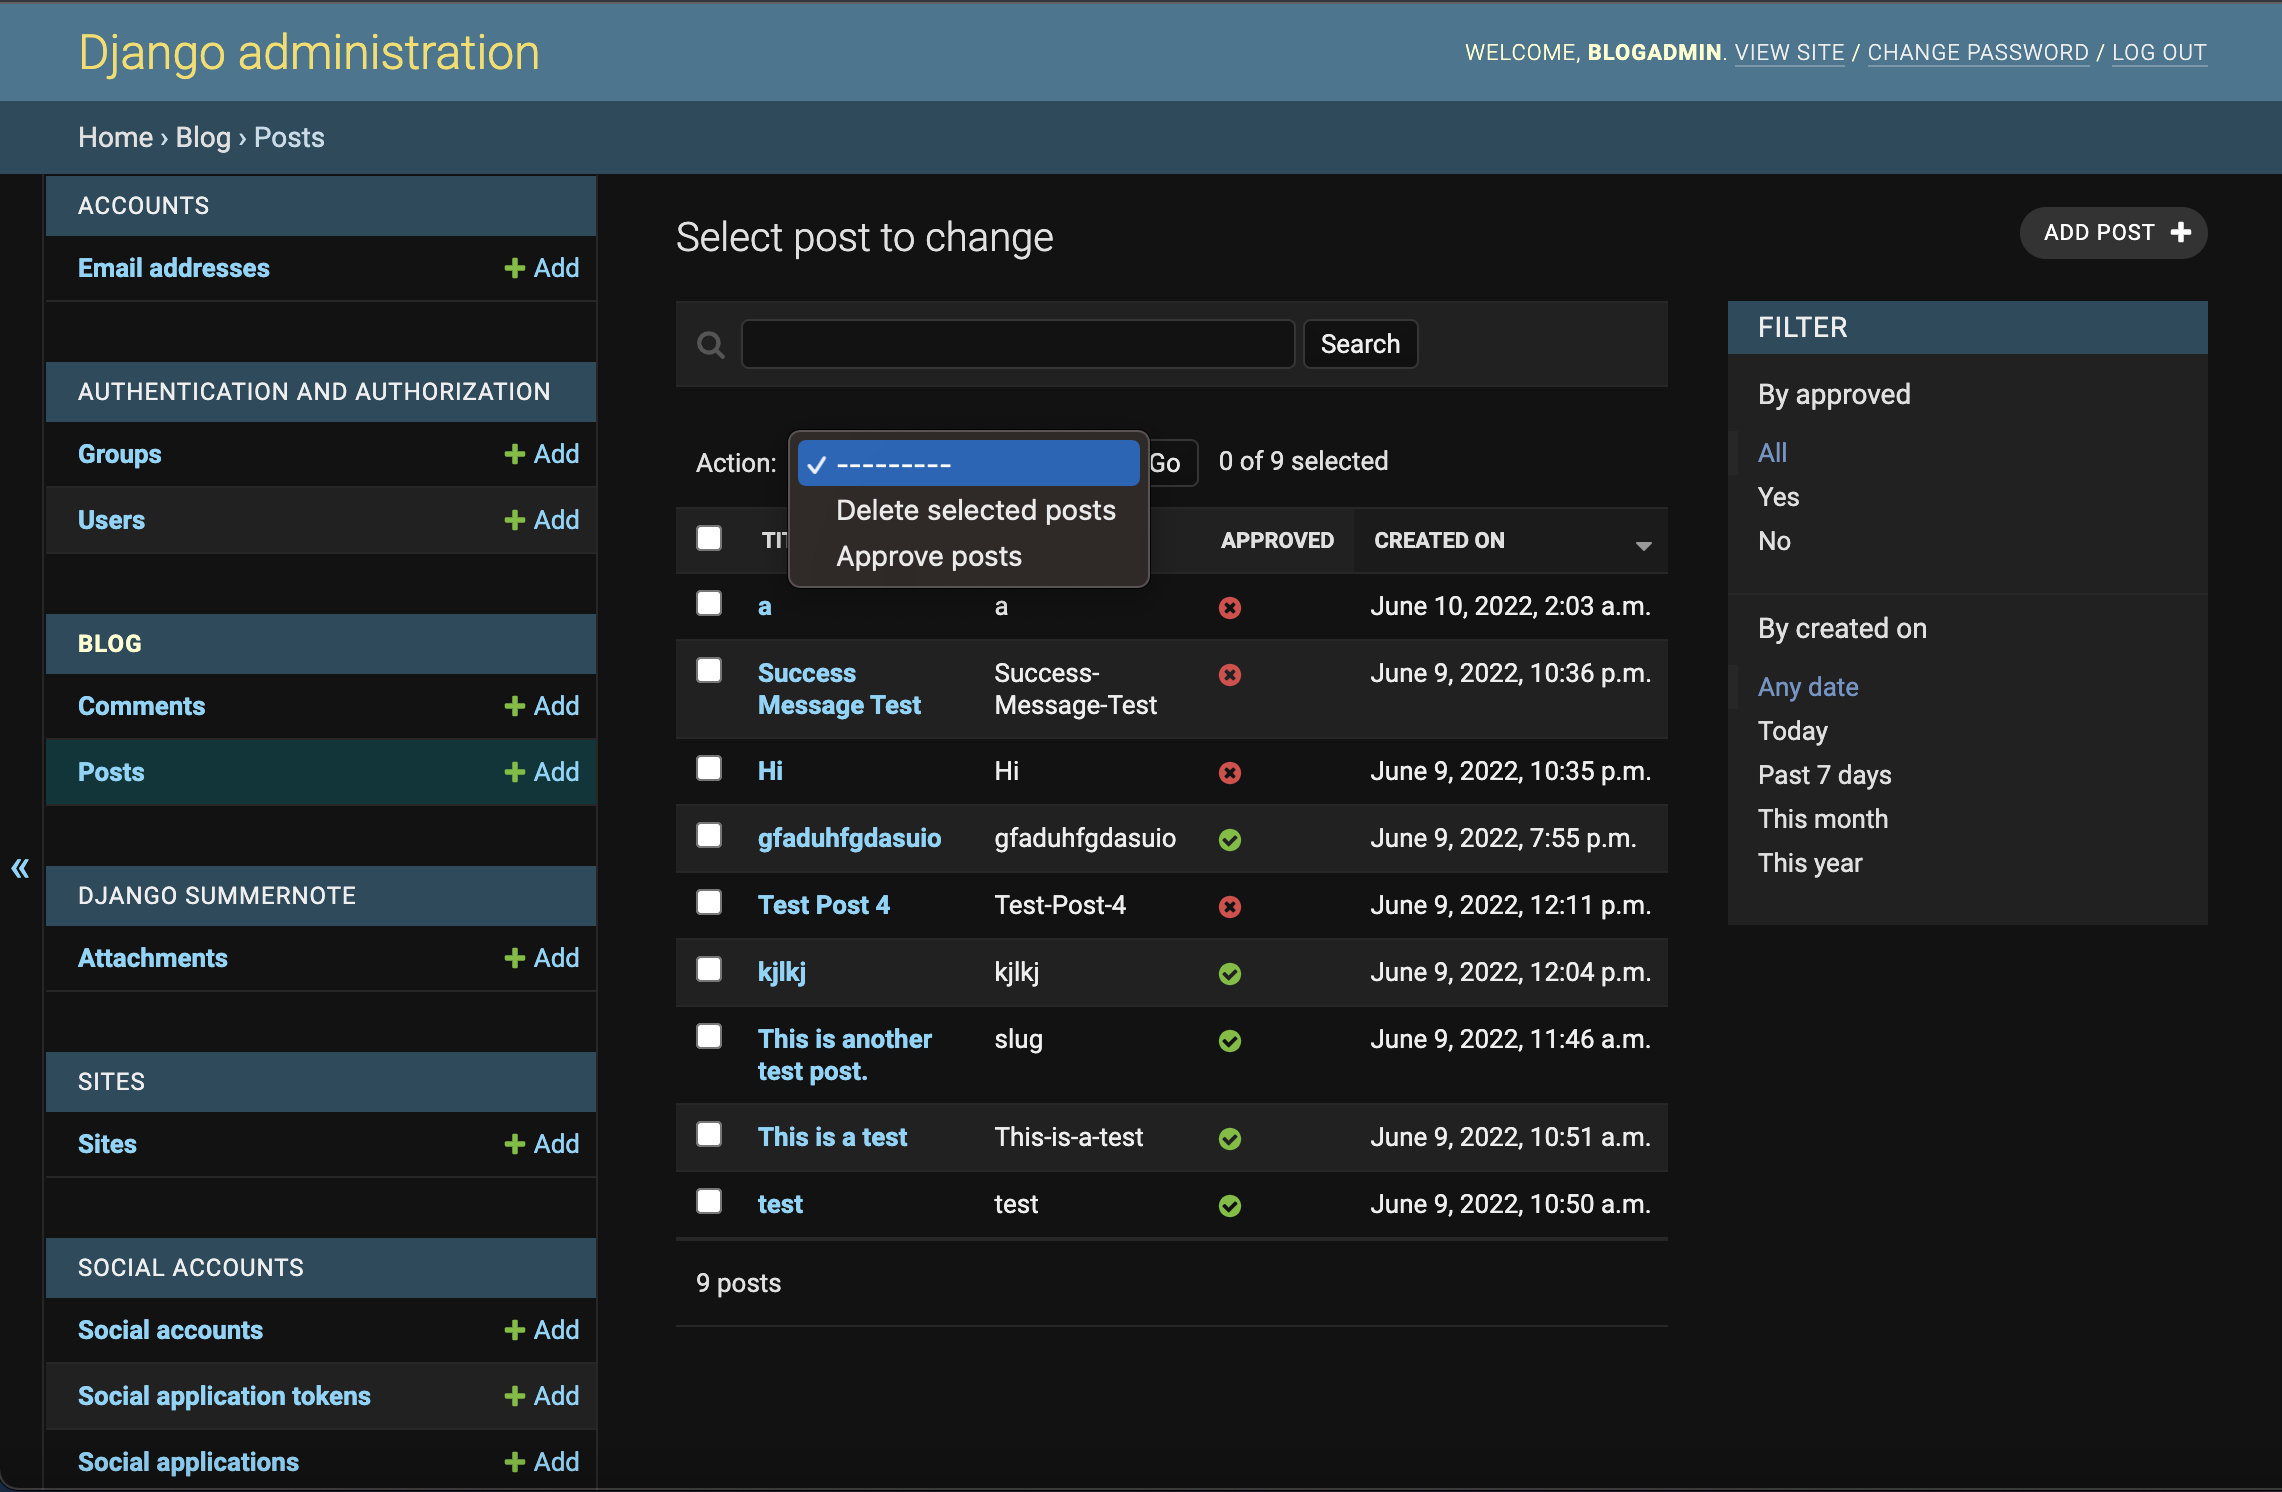 Django administration
WELCOME, BLOGADMIN. VIEW SITE / CHANGE PASSWORD / LOG OUT
Home › Blog › Posts
ACCOUNTS
Email addresses + Add
AUTHENTICATION AND AUTHORIZATION
Groups + Add
Users + Add
BLOG
Comments + Add
Posts + Add
«
DJANGO SUMMERNOTE
Attachments + Add
SITES
Sites + Add
SOCIAL ACCOUNTS
Social accounts + Add
Social application tokens + Add
Social applications + Add
Select post to change
ADD POST +
Search
Action: ✓ --------- Go 0 of 9 selected
Delete selected posts
Approve posts
APPROVED CREATED ON
a a June 10, 2022, 2:03 a.m.
Success Success- June 9, 2022, 10:36 p.m.
Message Test Message-Test
Hi Hi June 9, 2022, 10:35 p.m.
gfaduhfgdasuio gfaduhfgdasuio June 9, 2022, 7:55 p.m.
Test Post 4 Test-Post-4 June 9, 2022, 12:11 p.m.
kjlkj kjlkj June 9, 2022, 12:04 p.m.
This is another slug June 9, 2022, 11:46 a.m.
test post.
This is a test This-is-a-test June 9, 2022, 10:51 a.m.
test test June 9, 2022, 10:50 a.m.
9 posts
FILTER
By approved
All
Yes
No
By created on
Any date
Today
Past 7 days
This month
This year